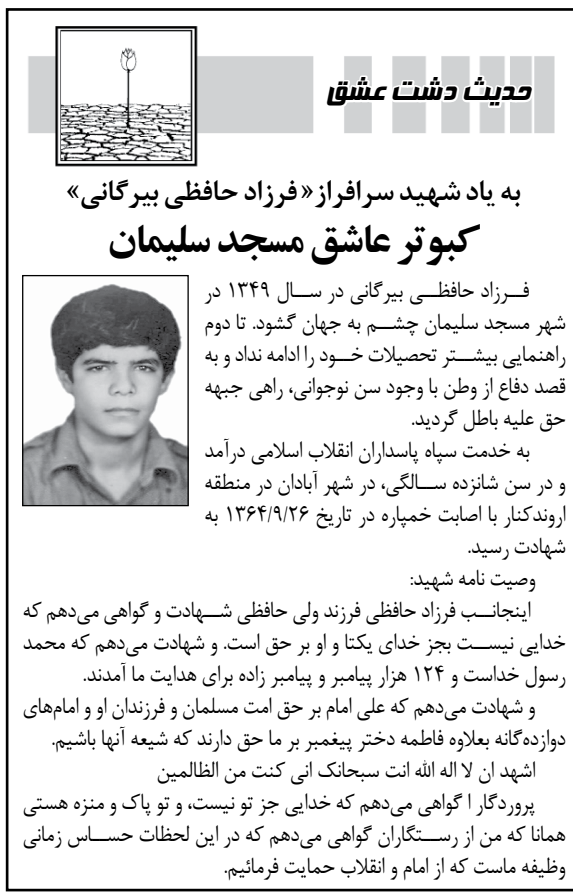 حدیث دشت عشق
به یاد شهید سرافراز «فرزاد حافظی بیرگانی»
کبوتر عاشق مسجد سلیمان
فرزاد حافظی بیرگانی در سال ۱۳۴۹ در
شهر مسجد سلیمان چشم به جهان گشود. تا دوم
راهنمایی بیشتر تحصیلات خود را ادامه نداد و به
قصد دفاع از وطن با وجود سن نوجوانی، راهی جبهه
حق علیه باطل گردید.
به خدمت سپاه پاسداران انقلاب اسلامی درآمد
و در سن شانزده سالگی، در شهر آبادان در منطقه
اروندکنار با اصابت خمپاره در تاریخ ۱۳۶۴/۹/۲۶ به
شهادت رسید.
وصیت نامه شهید:
اینجانب فرزاد حافظی فرزند ولی حافظی شهادت و گواهی می‌دهم که
خدایی نیست بجز خدای یکتا و او بر حق است. و شهادت می‌دهم که محمد
رسول خداست و ۱۲۴ هزار پیامبر و پیامبر زاده برای هدایت ما آمدند.
و شهادت می‌دهم که علی امام بر حق امت مسلمان و فرزندان او و امام‌های
دوازده‌گانه بعلاوه فاطمه دختر پیغمبر بر ما حق دارند که شیعه آنها باشیم.
اشهد ان لا اله الله انت سبحانک انی کنت من الظالمین
پروردگار ا گواهی می‌دهم که خدایی جز تو نیست، و تو پاک و منزه هستی
همانا که من از رستگاران گواهی می‌دهم که در این لحظات حساس زمانی
وظیفه ماست که از امام و انقلاب حمایت فرمائیم.